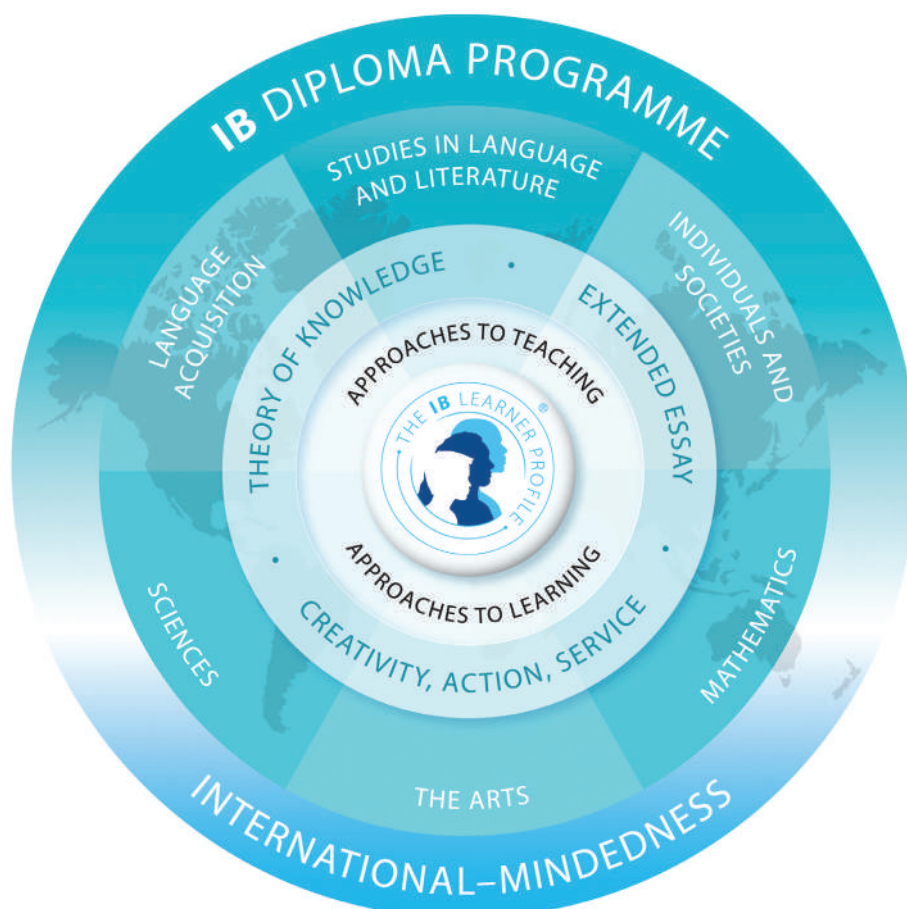 IB DIPLOMA PROGRAMME
STUDIES IN LANGUAGE
AND LITERATURE
LANGUAGE
ACQUISITION
INDIVIDUALS AND
SOCIETIES
THEORY OF KNOWLEDGE
·
EXTENDED ESSAY
APPROACHES TO TEACHING
THE IB LEARNER PROFILE
®
APPROACHES TO LEARNING
·
CREATIVITY, ACTION, SERVICE
·
SCIENCES
MATHEMATICS
THE ARTS
INTERNATIONAL–MINDEDNESS